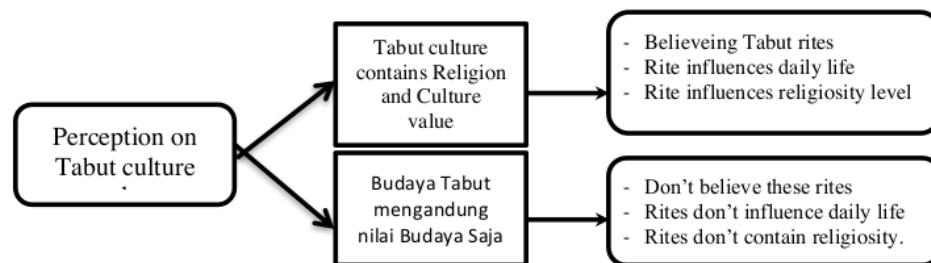 Perception on
Tabut culture
Tabut culture
contains Religion
and Culture
value
- Believeing Tabut rites
- Rite influences daily life
- Rite influences religiosity level
Budaya Tabut
mengandung
nilai Budaya Saja
- Don't believe these rites
- Rites don't influence daily life
- Rites don't contain religiosity.